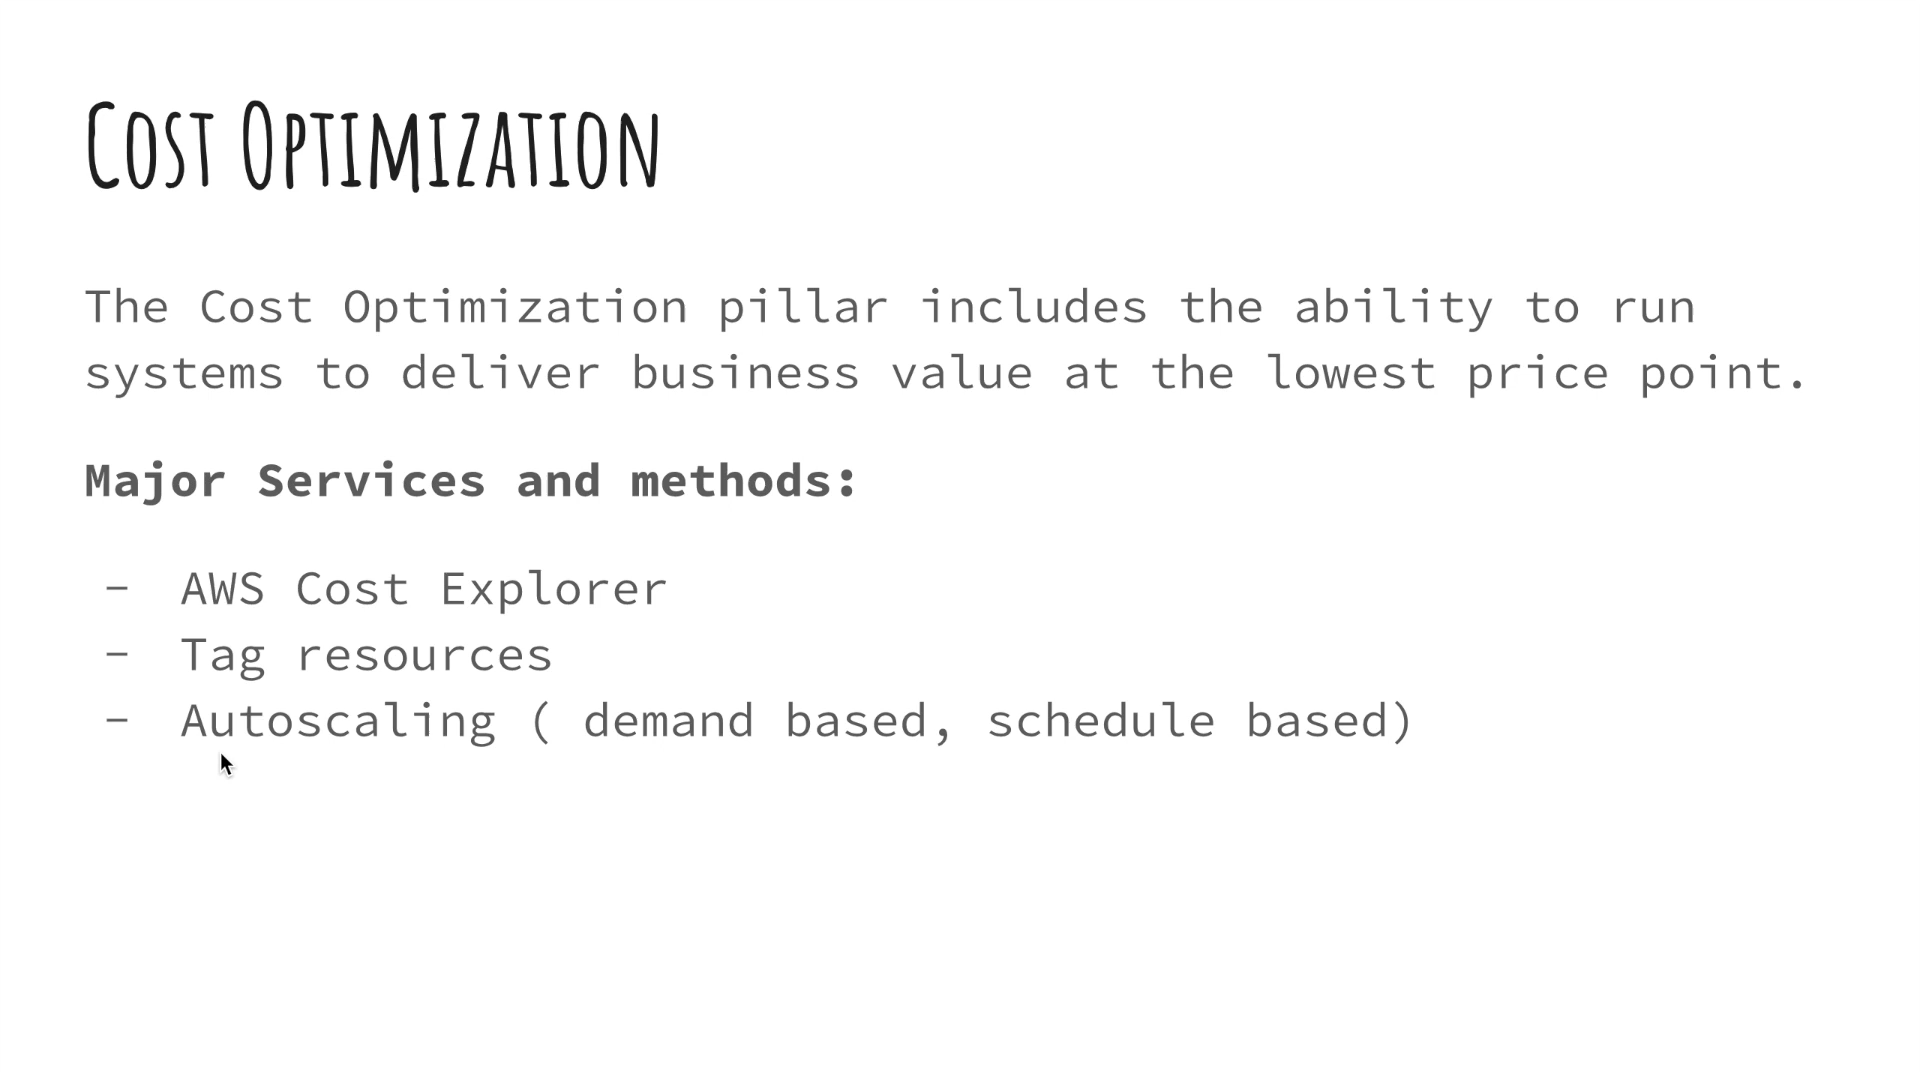 Cost Optimization
The Cost Optimization pillar includes the ability to run
systems to deliver business value at the lowest price point.
Major Services and methods:
- AWS Cost Explorer
- Tag resources
- Autoscaling ( demand based, schedule based)